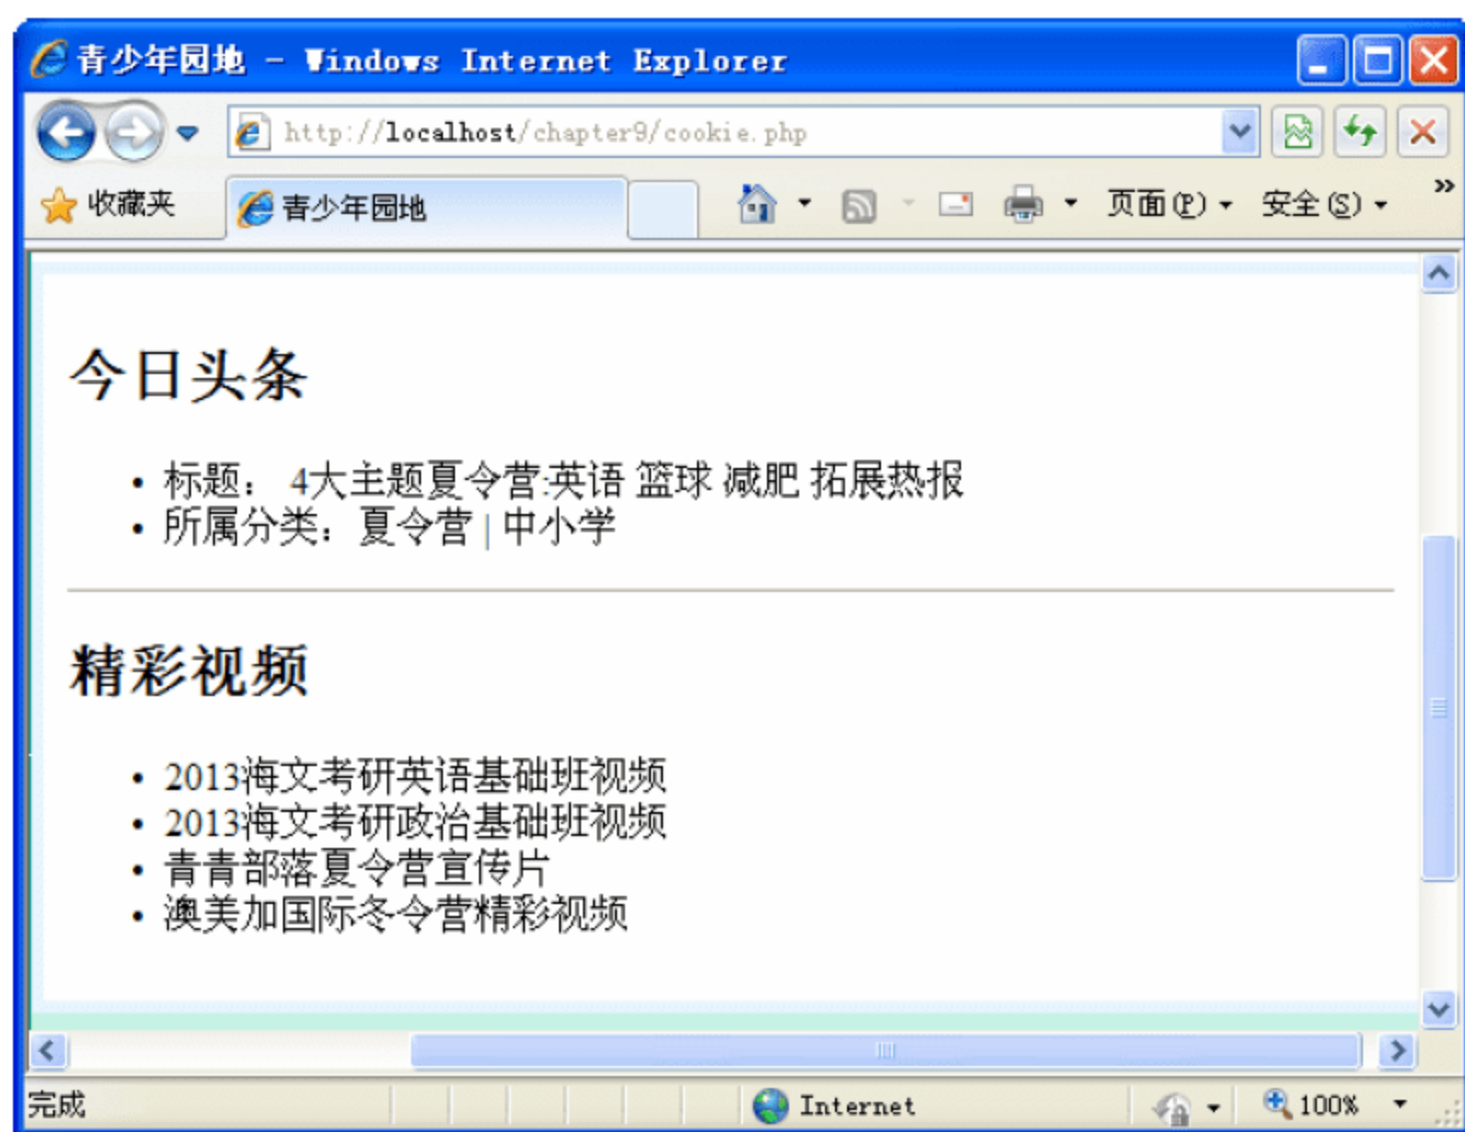 青少年园地 - Windows Internet Explorer
http://localhost/chapter9/cookie.php
收藏夹 青少年园地 页面(P) 安全(S) »
今日头条
• 标题： 4大主题夏令营:英语 篮球 减肥 拓展热报
• 所属分类：夏令营 | 中小学
精彩视频
• 2013海文考研英语基础班视频
• 2013海文考研政治基础班视频
• 青青部落夏令营宣传片
• 澳美加国际冬令营精彩视频
完成 Internet 100%